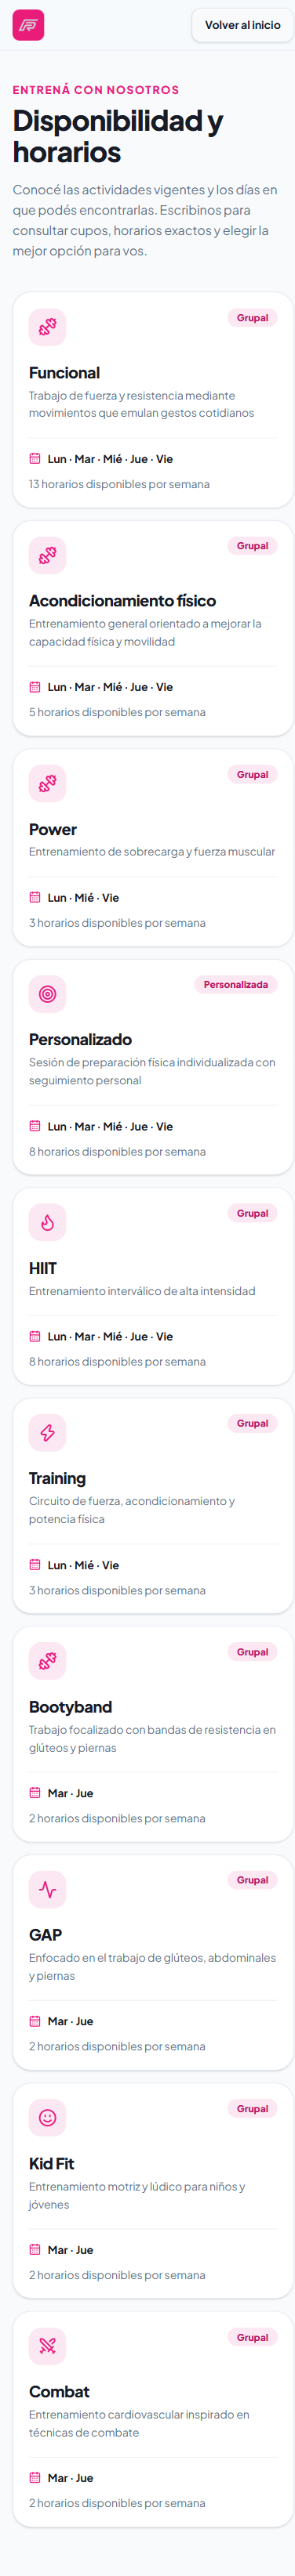 Volver al inicio
ENTRENÁ CON NOSOTROS
Disponibilidad y
horarios
Conocé las actividades vigentes y los días en
que podés encontrarlas. Escribinos para
consultar cupos, horarios exactos y elegir la
mejor opción para vos.
Grupal
Funcional
Trabajo de fuerza y resistencia mediante
movimientos que emulan gestos cotidianos
Lun · Mar · Mié · Jue · Vie
13 horarios disponibles por semana
Grupal
Acondicionamiento físico
Entrenamiento general orientado a mejorar la
capacidad física y movilidad
Lun · Mar · Mié · Jue · Vie
5 horarios disponibles por semana
Grupal
Power
Entrenamiento de sobrecarga y fuerza muscular
Lun · Mié · Vie
3 horarios disponibles por semana
Personalizada
Personalizado
Sesión de preparación física individualizada con
seguimiento personal
Lun · Mar · Mié · Jue · Vie
8 horarios disponibles por semana
Grupal
HIIT
Entrenamiento interválico de alta intensidad
Lun · Mar · Mié · Jue · Vie
8 horarios disponibles por semana
Grupal
Training
Circuito de fuerza, acondicionamiento y
potencia física
Lun · Mié · Vie
3 horarios disponibles por semana
Grupal
Bootyband
Trabajo focalizado con bandas de resistencia en
glúteos y piernas
Mar · Jue
2 horarios disponibles por semana
Grupal
GAP
Enfocado en el trabajo de glúteos, abdominales
y piernas
Mar · Jue
2 horarios disponibles por semana
Grupal
Kid Fit
Entrenamiento motriz y lúdico para niños y
jóvenes
Mar · Jue
2 horarios disponibles por semana
Grupal
Combat
Entrenamiento cardiovascular inspirado en
técnicas de combate
Mar · Jue
2 horarios disponibles por semana